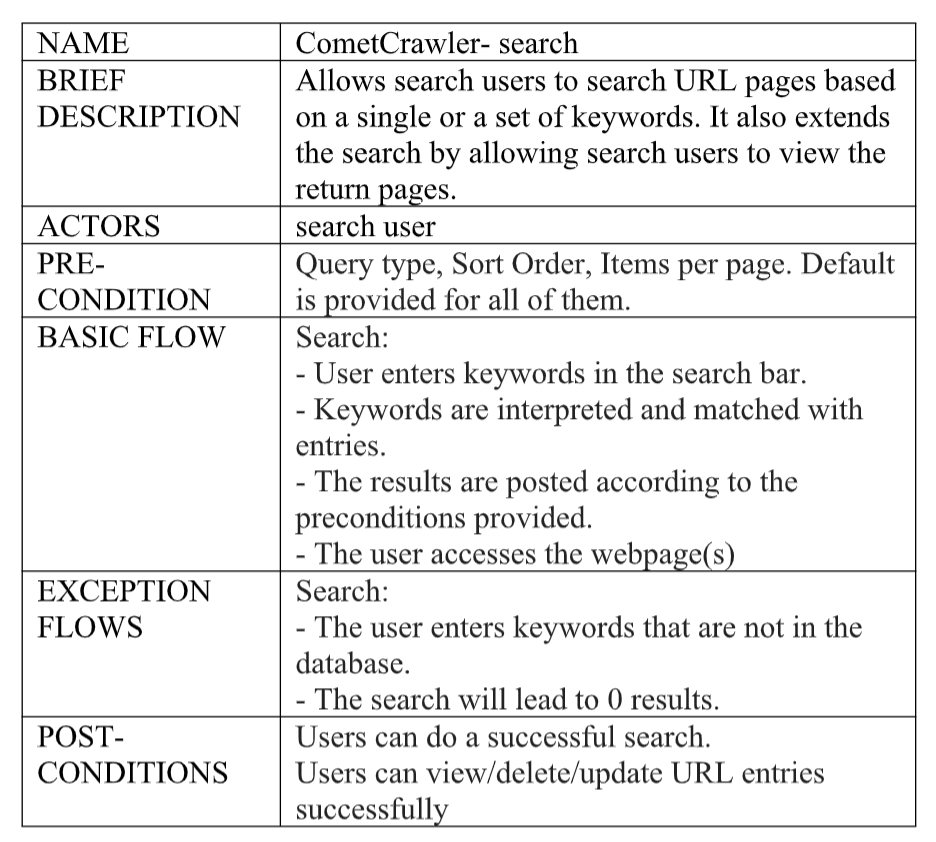 NAME CometCrawler- search
BRIEF DESCRIPTION Allows search users to search URL pages based
on a single or a set of keywords. It also extends
the search by allowing search users to view the
return pages.
ACTORS search user
PRE-
CONDITION Query type, Sort Order, Items per page. Default
is provided for all of them.
BASIC FLOW Search:
- User enters keywords in the search bar.
- Keywords are interpreted and matched with
entries.
- The results are posted according to the
preconditions provided.
- The user accesses the webpage(s)
EXCEPTION
FLOWS Search:
- The user enters keywords that are not in the
database.
- The search will lead to 0 results.
POST-
CONDITIONS Users can do a successful search.
Users can view/delete/update URL entries
successfully